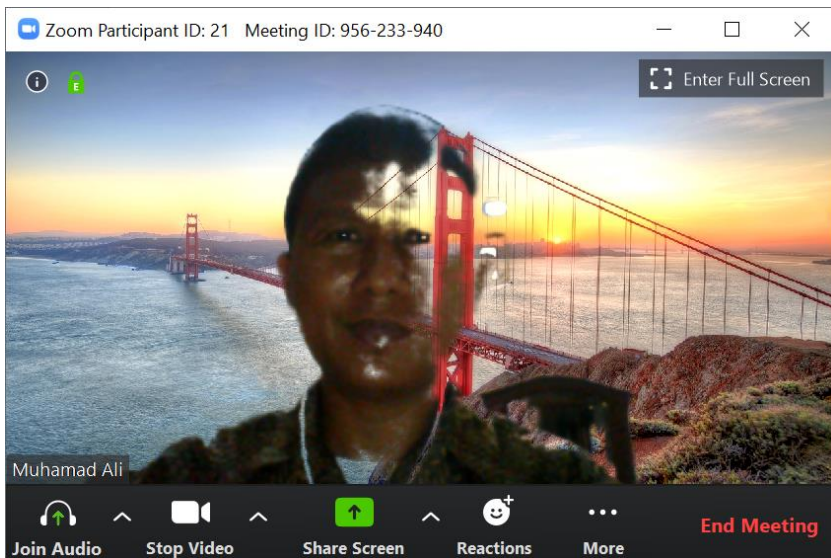 Zoom Participant ID: 21 Meeting ID: 956-233-940
Enter Full Screen
E
Muhamad Ali
Join Audio Stop Video Share Screen Reactions More End Meeting